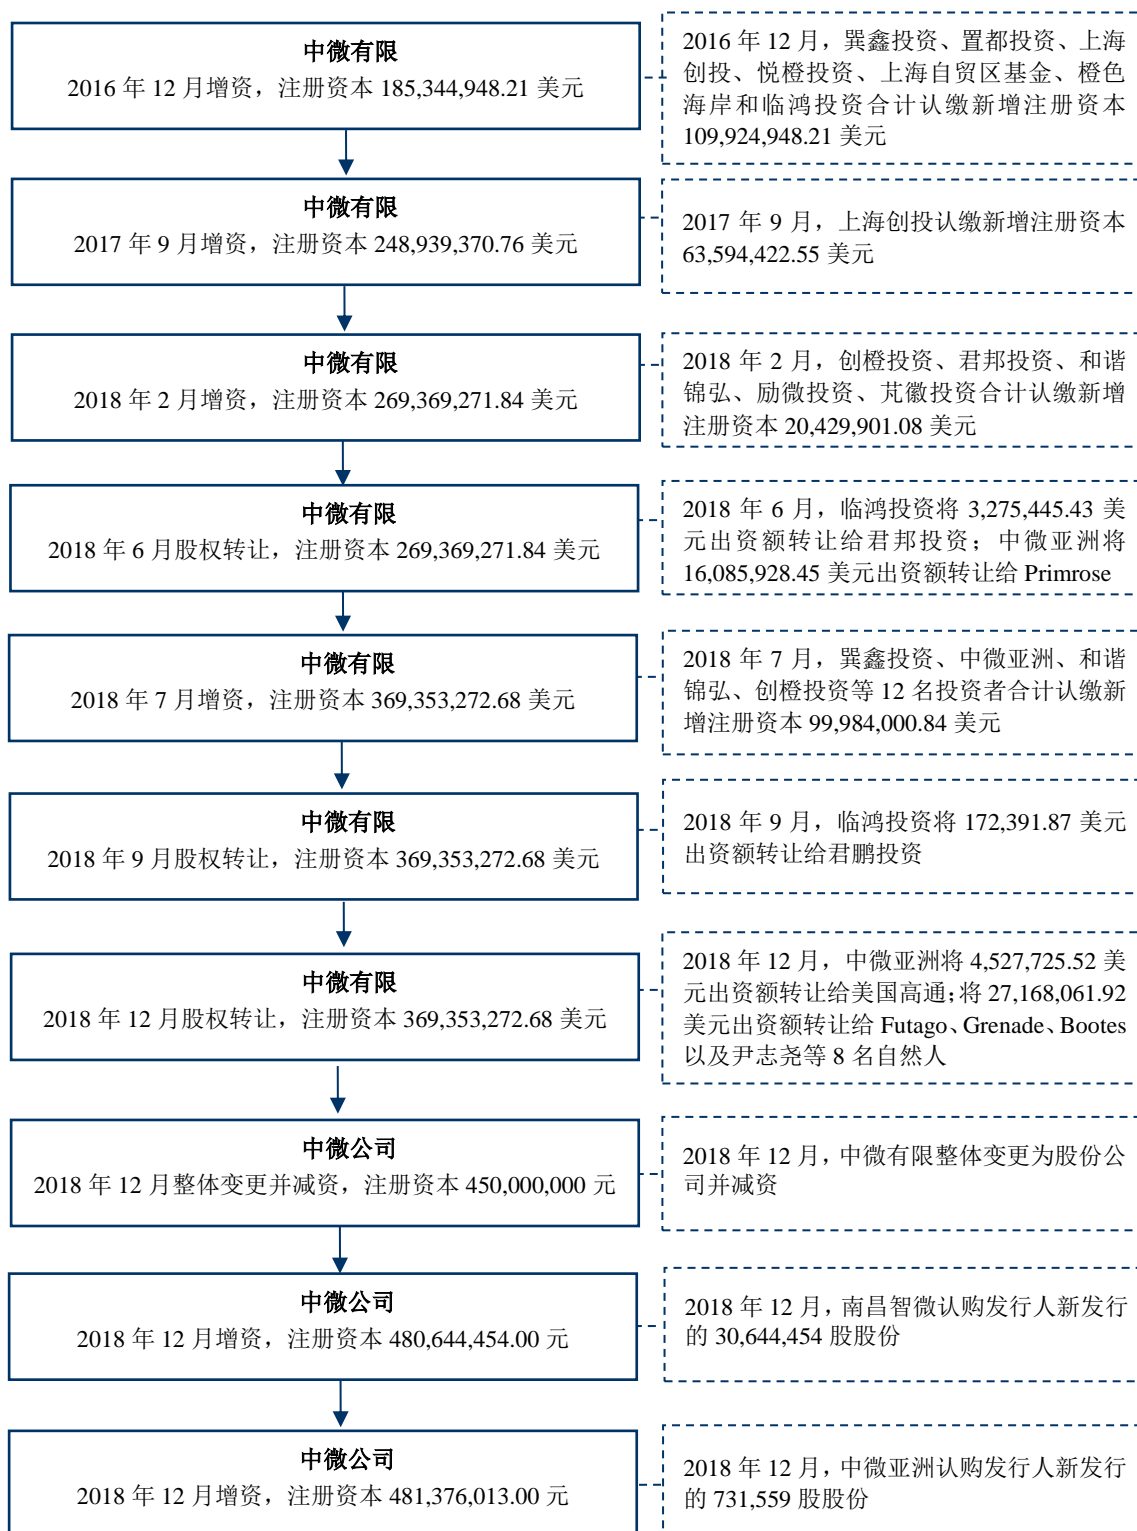 中微有限
2016 年 12 月增资，注册资本 185,344,948.21 美元
2016 年 12 月，巽鑫投资、置都投资、上海
创投、悦橙投资、上海自贸区基金、橙色
海岸和临鸿投资合计认缴新增注册资本
109,924,948.21 美元
中微有限
2017 年 9 月增资，注册资本 248,939,370.76 美元
2017 年 9 月，上海创投认缴新增注册资本
63,594,422.55 美元
中微有限
2018 年 2 月增资，注册资本 269,369,271.84 美元
2018 年 2 月，创橙投资、君邦投资、和谐
锦弘、励微投资、芃徽投资合计认缴新增
注册资本 20,429,901.08 美元
中微有限
2018 年 6 月股权转让，注册资本 269,369,271.84 美元
2018 年 6 月，临鸿投资将 3,275,445.43 美
元出资额转让给君邦投资；中微亚洲将
16,085,928.45 美元出资额转让给 Primrose
中微有限
2018 年 7 月增资，注册资本 369,353,272.68 美元
2018 年 7 月，巽鑫投资、中微亚洲、和谐
锦弘、创橙投资等 12 名投资者合计认缴新
增注册资本 99,984,000.84 美元
中微有限
2018 年 9 月股权转让，注册资本 369,353,272.68 美元
2018 年 9 月，临鸿投资将 172,391.87 美元
出资额转让给君鹏投资
中微有限
2018 年 12 月股权转让，注册资本 369,353,272.68 美元
2018 年 12 月，中微亚洲将 4,527,725.52 美
元出资额转让给美国高通；将 27,168,061.92
美元出资额转让给 Futago、Grenade、Bootes
以及尹志尧等 8 名自然人
中微公司
2018 年 12 月整体变更并减资，注册资本 450,000,000 元
2018 年 12 月，中微有限整体变更为股份公
司并减资
中微公司
2018 年 12 月增资，注册资本 480,644,454.00 元
2018 年 12 月，南昌智微认购发行人新发行
的 30,644,454 股股份
中微公司
2018 年 12 月增资，注册资本 481,376,013.00 元
2018 年 12 月，中微亚洲认购发行人新发行
的 731,559 股股份